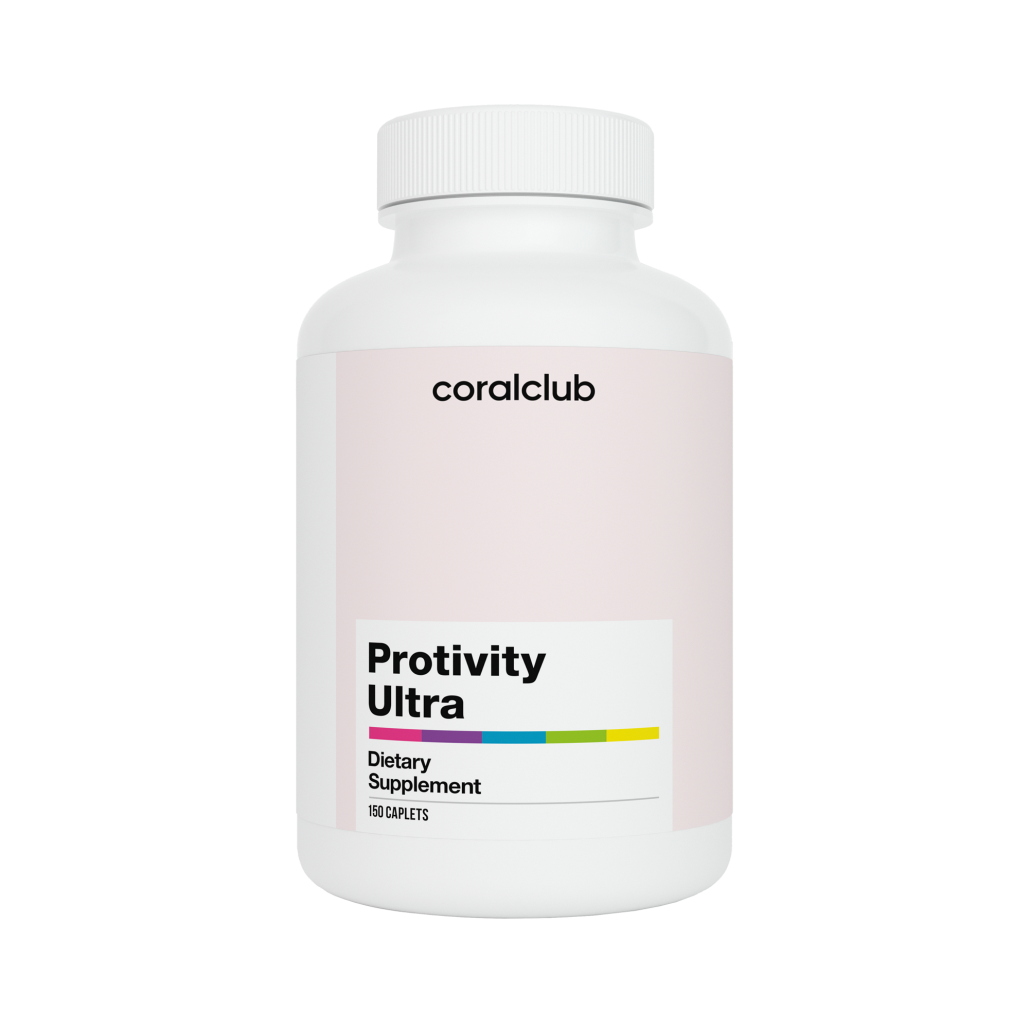 coralclub
Protivity
Ultra
Dietary
Supplement
150 CAPLETS